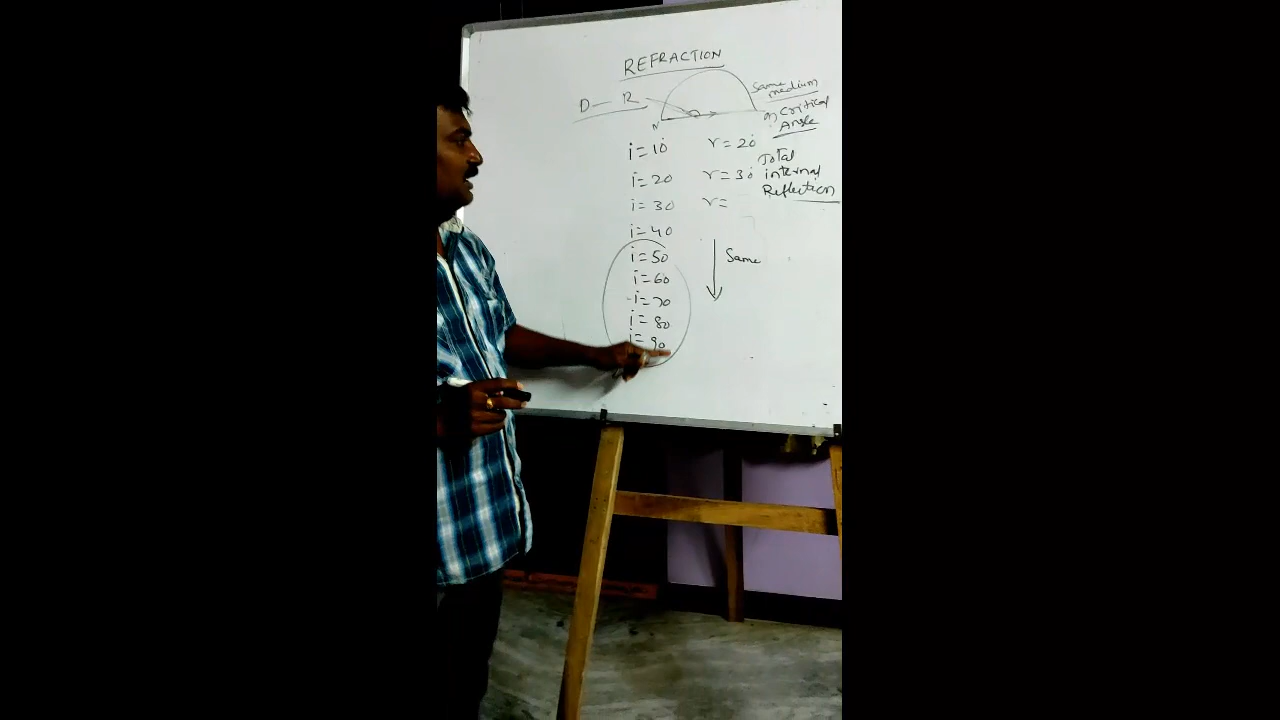 REFRACTION
D — R
N
Same medium
Critical
Angle
i = 10° r = 20°
i = 20 r = 30°
i = 30 r =
i = 40
i = 50
i = 60
i = 70
i = 80
i = 90
Total
internal
Reflection
Same